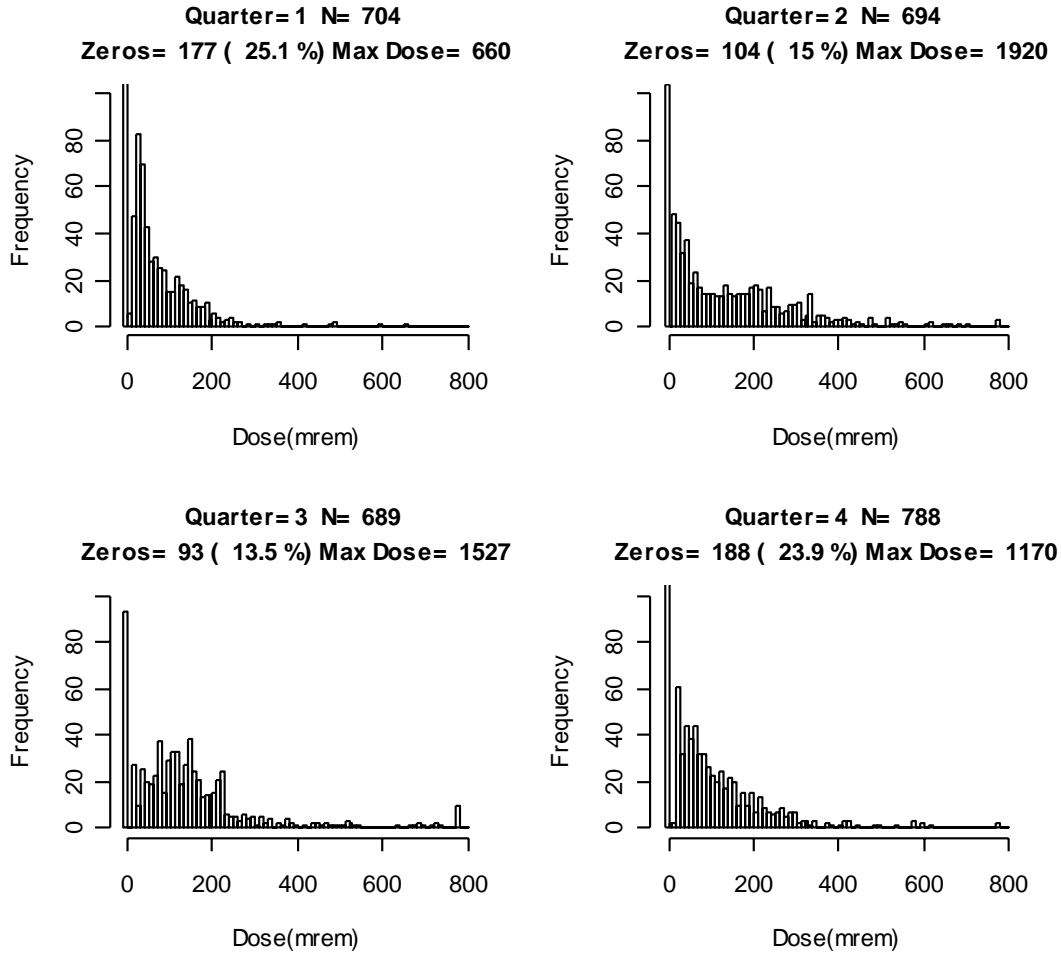 Quarter= 1 N= 704
Zeros= 177 ( 25.1 %) Max Dose= 660
Frequency
0 20 40 60 80
0 200 400 600 800
Dose(mrem)
Quarter= 2 N= 694
Zeros= 104 ( 15 %) Max Dose= 1920
Frequency
0 20 40 60 80
0 200 400 600 800
Dose(mrem)
Quarter= 3 N= 689
Zeros= 93 ( 13.5 %) Max Dose= 1527
Frequency
0 20 40 60 80
0 200 400 600 800
Dose(mrem)
Quarter= 4 N= 788
Zeros= 188 ( 23.9 %) Max Dose= 1170
Frequency
0 20 40 60 80
0 200 400 600 800
Dose(mrem)